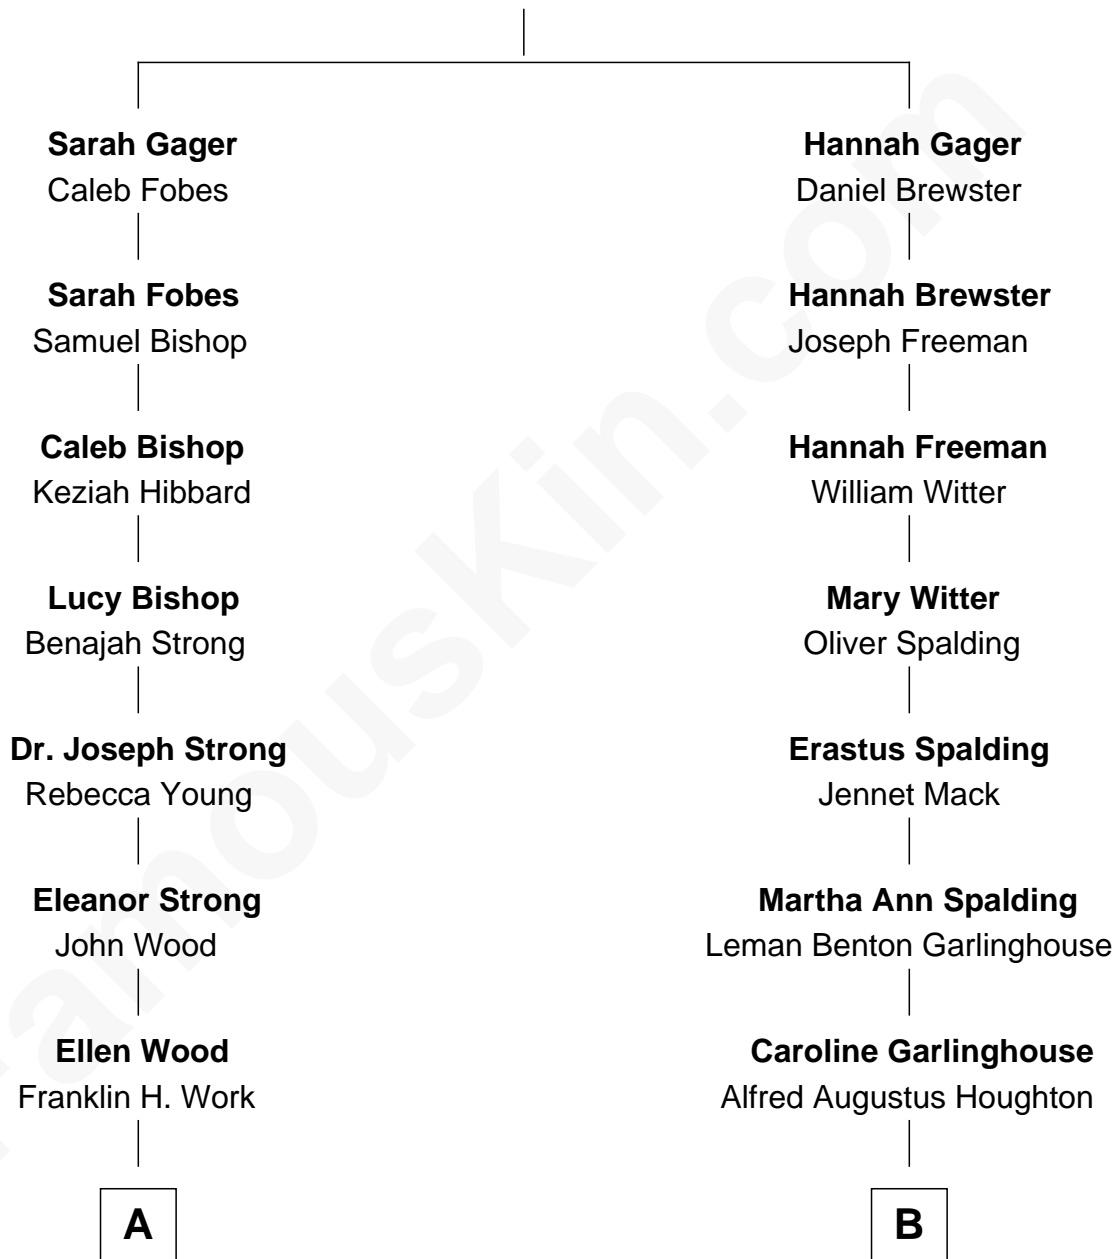 Sarah Gager
Caleb Fobes
Sarah Fobes
Samuel Bishop
Caleb Bishop
Keziah Hibbard
Lucy Bishop
Benajah Strong
Dr. Joseph Strong
Rebecca Young
Eleanor Strong
John Wood
Ellen Wood
Franklin H. Work
A
Hannah Gager
Daniel Brewster
Hannah Brewster
Joseph Freeman
Hannah Freeman
William Witter
Mary Witter
Oliver Spalding
Erastus Spalding
Jennet Mack
Martha Ann Spalding
Leman Benton Garlinghouse
Caroline Garlinghouse
Alfred Augustus Houghton
B
FamousKin.com